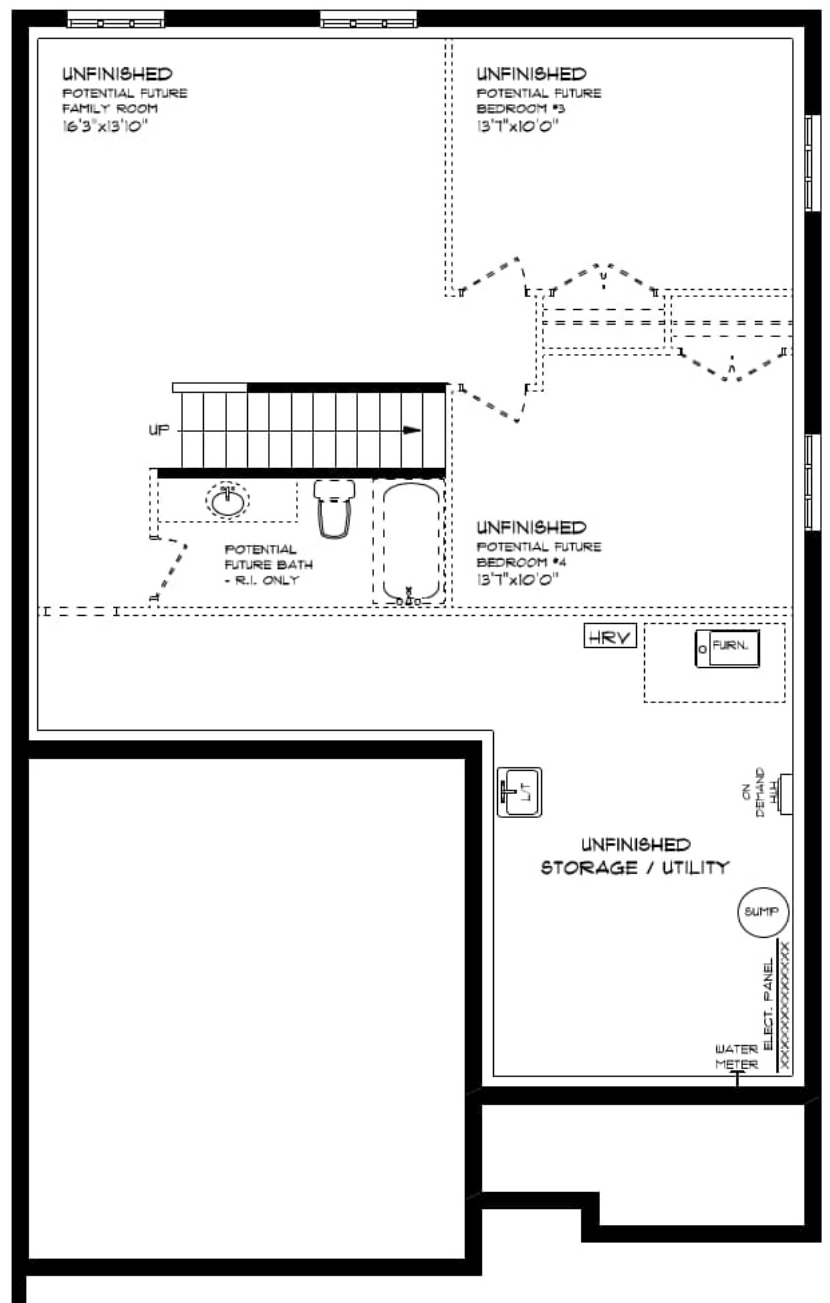 UNFINISHED
POTENTIAL FUTURE
FAMILY ROOM
16'3"x13'10"
UNFINISHED
POTENTIAL FUTURE
BEDROOM #3
13'7"x10'0"
UP
POTENTIAL
FUTURE BATH
- R.I. ONLY
UNFINISHED
POTENTIAL FUTURE
BEDROOM #4
13'7"x10'0"
HRV
FURN.
L/T
ON
DEMAND
HWH
UNFINISHED
STORAGE / UTILITY
SUMP
ELECT. PANEL
WATER
METER